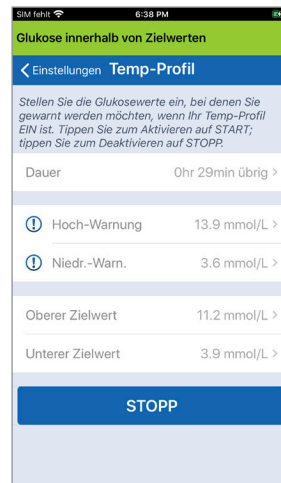 SIM fehlt 6:38 PM
Glukose innerhalb von Zielwerten
Einstellungen Temp-Profil
Stellen Sie die Glukosewerte ein, bei denen Sie
gewarnt werden möchten, wenn Ihr Temp-Profil
EIN ist. Tippen Sie zum Aktivieren auf START;
tippen Sie zum Deaktivieren auf STOPP.
Dauer 0hr 29min übrig
Hoch-Warnung 13.9 mmol/L
Niedr.-Warn. 3.6 mmol/L
Oberer Zielwert 11.2 mmol/L
Unterer Zielwert 3.9 mmol/L
STOPP